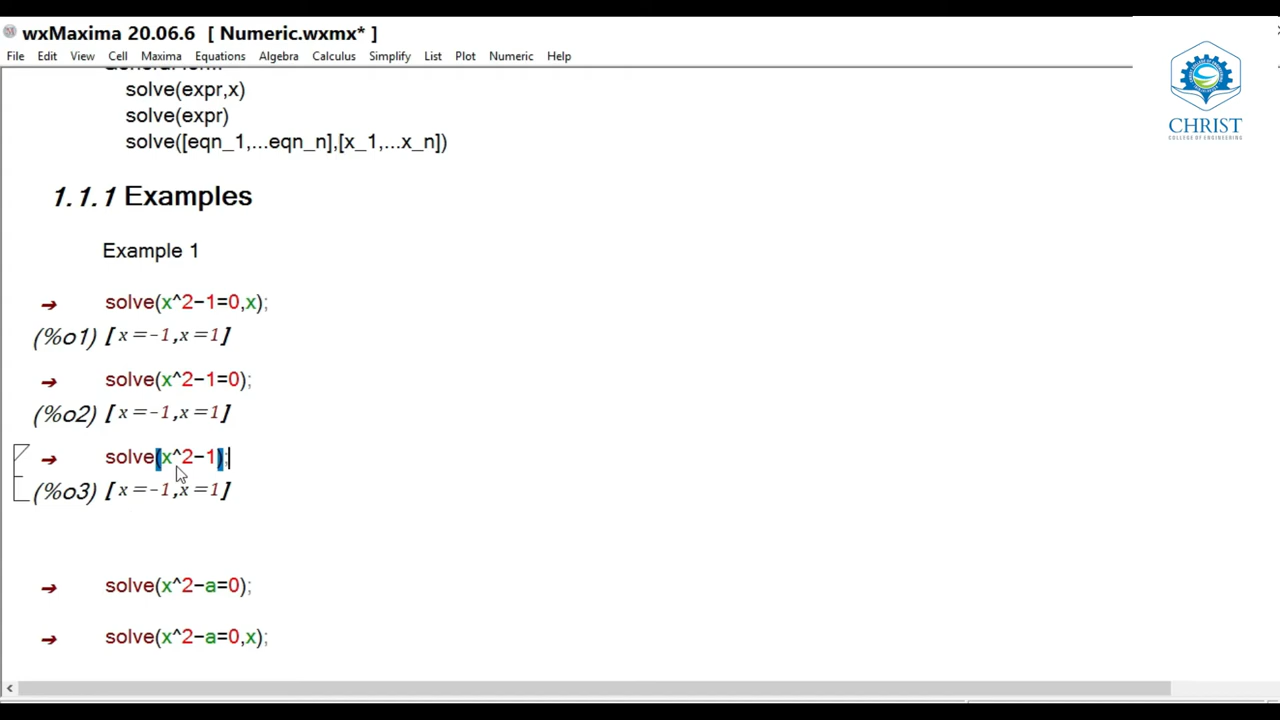 wxMaxima 20.06.6 [ Numeric.wxmx* ]
File Edit View Cell Maxima Equations Algebra Calculus Simplify List Plot Numeric Help
solve(expr,x)
solve(expr)
solve([eqn_1,...eqn_n],[x_1,...x_n])
1.1.1 Examples
Example 1
→ solve(x^2−1=0,x);
(%o1) [x=-1,x=1]
→ solve(x^2−1=0);
(%o2) [x=-1,x=1]
→ solve(x^2−1);
(%o3) [x=-1,x=1]
→ solve(x^2−a=0);
→ solve(x^2−a=0,x);
CHRIST
COLLEGE OF ENGINEERING